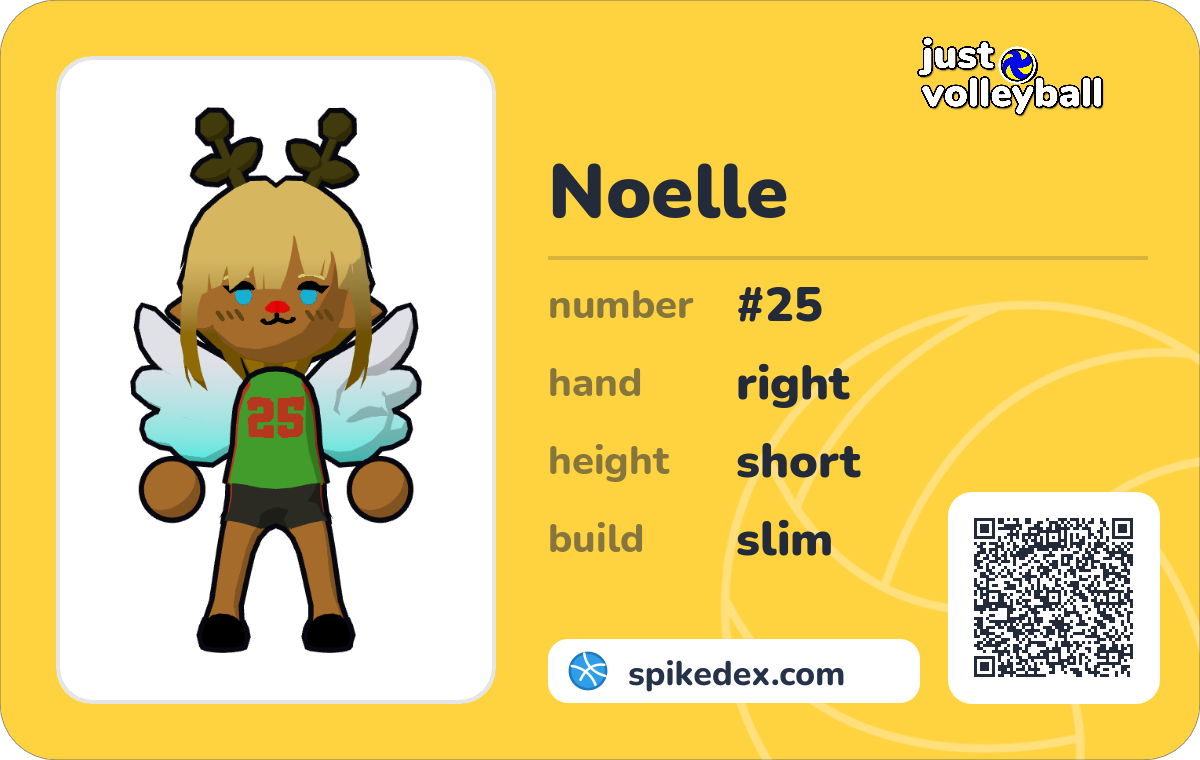 just
volleyball
Noelle
number #25
hand right
height short
build slim
25
spikedex.com